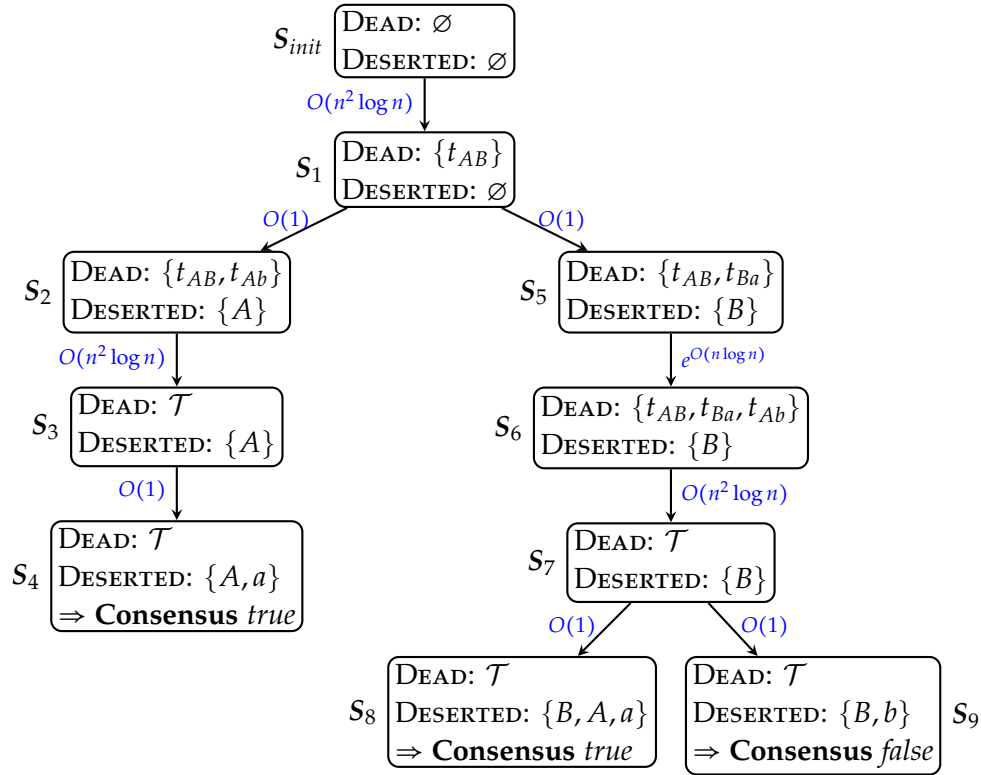 S_init
DEAD: ∅
DESERTED: ∅
O(n² log n)
S₁
DEAD: {t_AB}
DESERTED: ∅
O(1)
O(1)
S₂
DEAD: {t_AB, t_Ab}
DESERTED: {A}
S₅
DEAD: {t_AB, t_Ba}
DESERTED: {B}
O(n² log n)
e^O(n log n)
S₃
DEAD: 𝒯
DESERTED: {A}
S₆
DEAD: {t_AB, t_Ba, t_Ab}
DESERTED: {B}
O(1)
O(n² log n)
S₄
DEAD: 𝒯
DESERTED: {A, a}
⇒ Consensus true
S₇
DEAD: 𝒯
DESERTED: {B}
O(1)
O(1)
S₈
DEAD: 𝒯
DESERTED: {B, A, a}
⇒ Consensus true
DEAD: 𝒯
DESERTED: {B, b}
⇒ Consensus false
S₉